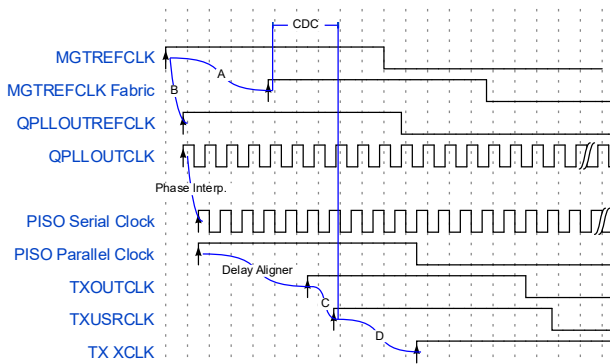 CDC
MGTREFCLK
A
MGTREFCLK Fabric
B
QPLLOUTREFCLK
QPLLOUTCLK
Phase Interp.
PISO Serial Clock
PISO Parallel Clock
Delay Aligner
TXOUTCLK
C
TXUSRCLK
D
TX XCLK